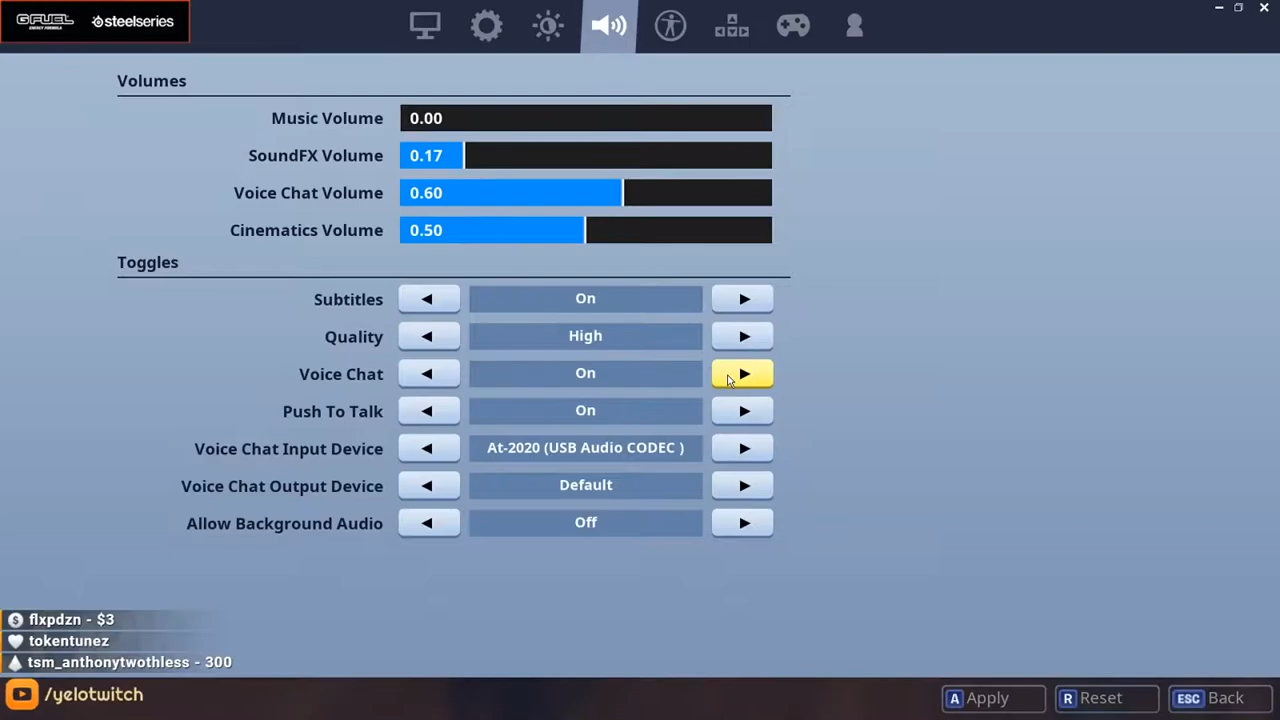 GFUEL steelseries
ENERGY FORMULA
Volumes
Music Volume 0.00
SoundFX Volume 0.17
Voice Chat Volume 0.60
Cinematics Volume 0.50
Toggles
Subtitles On
Quality High
Voice Chat On
Push To Talk On
Voice Chat Input Device At-2020 (USB Audio CODEC )
Voice Chat Output Device Default
Allow Background Audio Off
flxpdzn - $3
tokentunez
tsm_anthonytwothless - 300
/yelotwitch A Apply R Reset ESC Back